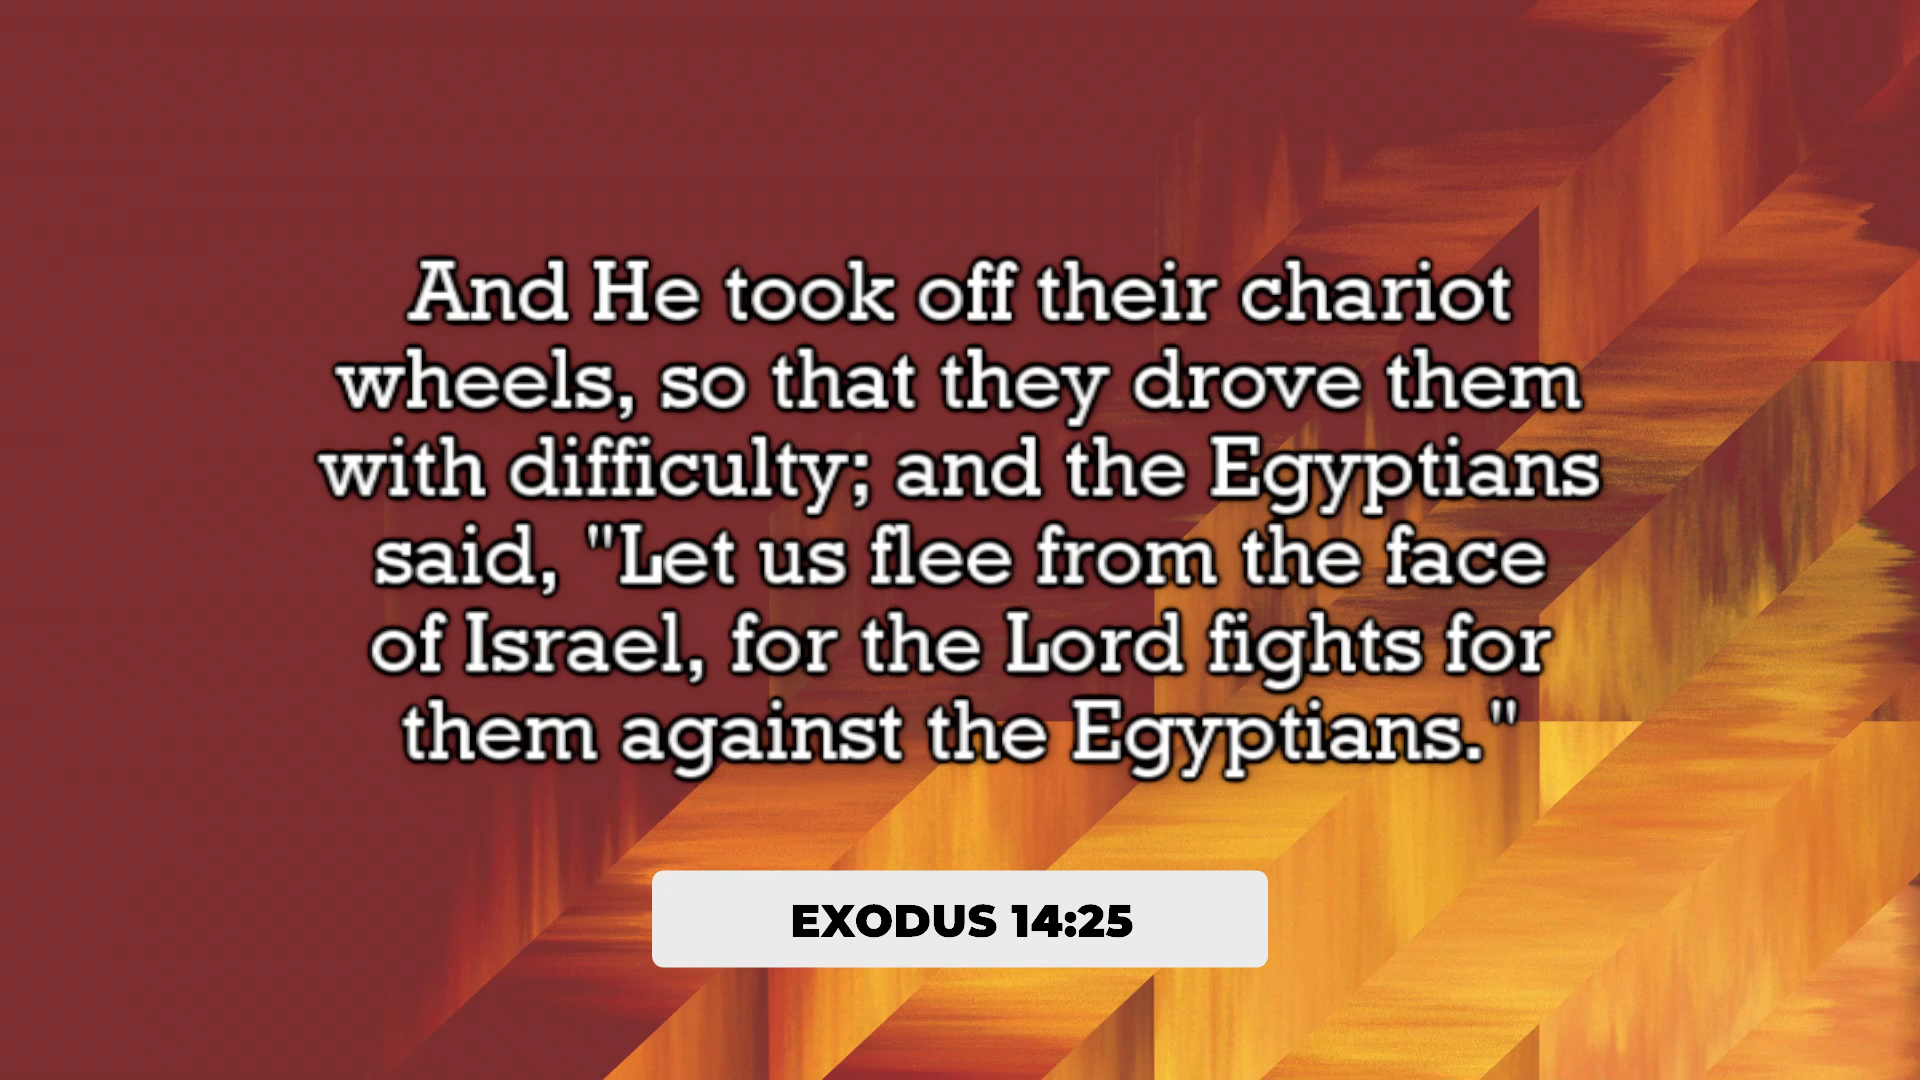 And He took off their chariot
wheels, so that they drove them
with difficulty; and the Egyptians
said, "Let us flee from the face
of Israel, for the Lord fights for
them against the Egyptians."
EXODUS 14:25